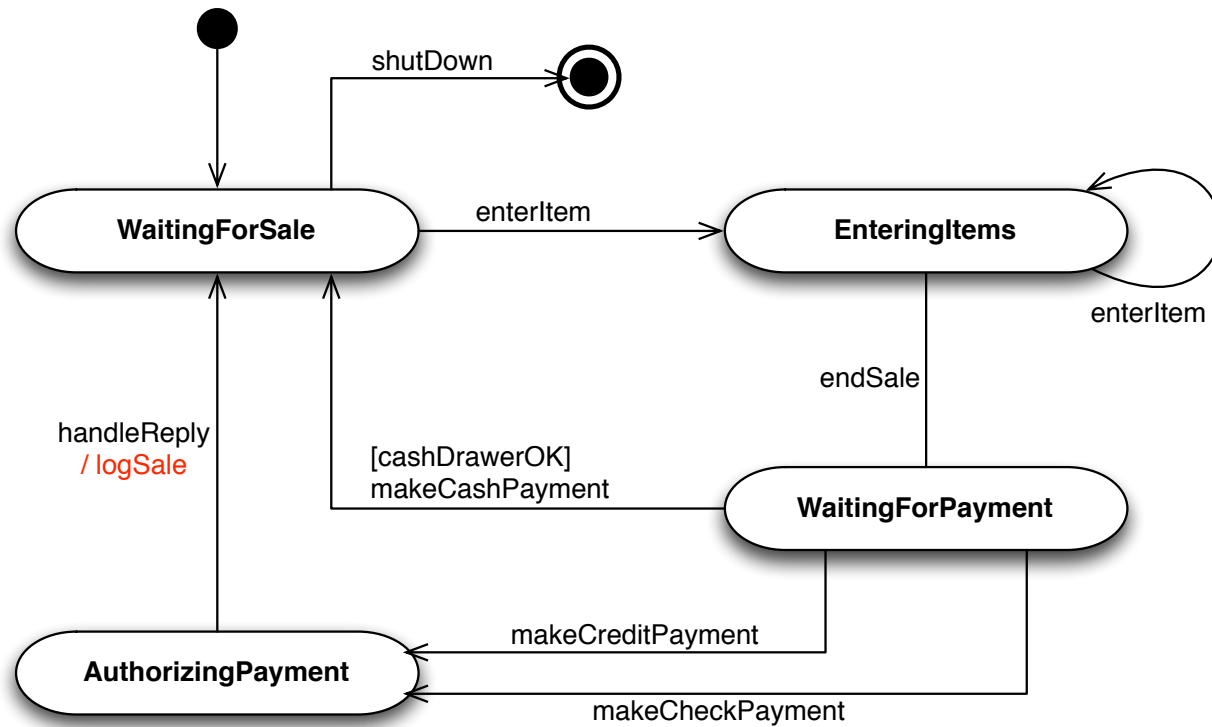 shutDown
WaitingForSale
enterItem
EnteringItems
enterItem
endSale
handleReply
/ logSale
[cashDrawerOK]
makeCashPayment
WaitingForPayment
makeCreditPayment
AuthorizingPayment
makeCheckPayment